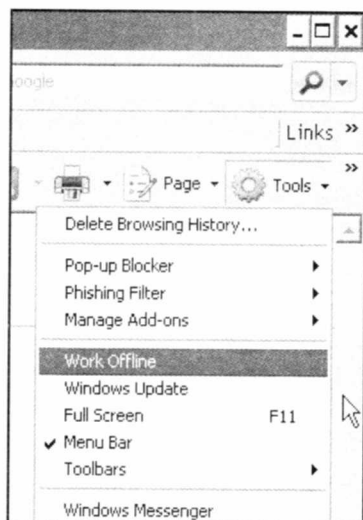 Google
Links »
Page Tools »
Delete Browsing History...
Pop-up Blocker
Phishing Filter
Manage Add-ons
Work Offline
Windows Update
Full Screen F11
Menu Bar
Toolbars
Windows Messenger